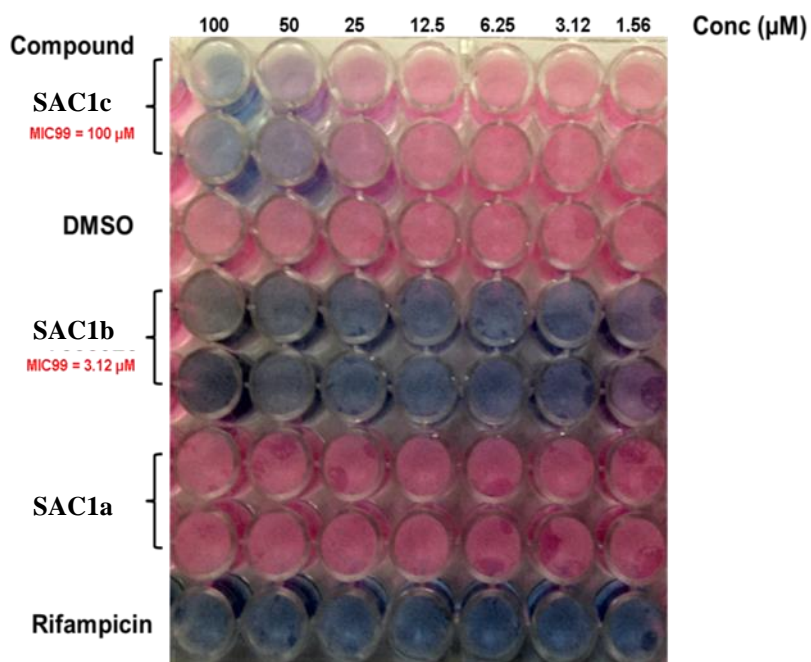 100 50 25 12.5 6.25 3.12 1.56 Conc (µM)
Compound
SAC1c
MIC99 = 100 µM
DMSO
SAC1b
MIC99 = 3.12 µM
SAC1a
Rifampicin